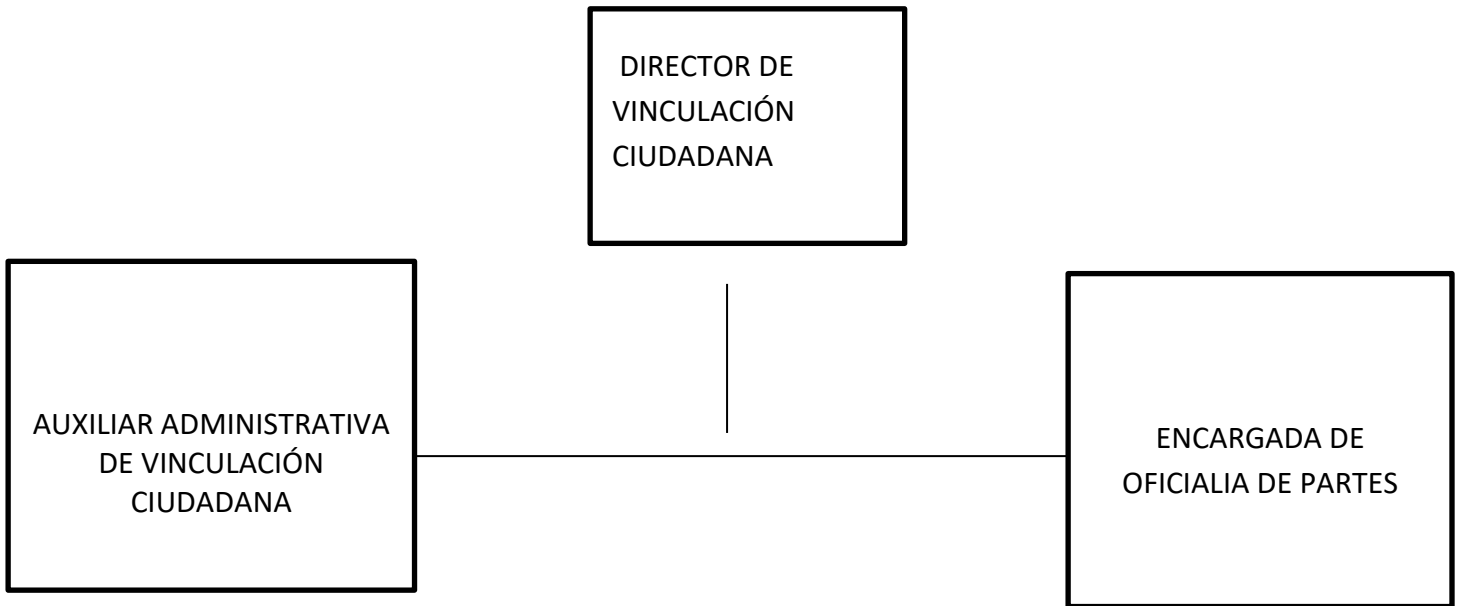 DIRECTOR DE
VINCULACIÓN
CIUDADANA
AUXILIAR ADMINISTRATIVA
DE VINCULACIÓN
CIUDADANA
ENCARGADA DE
OFICIALIA DE PARTES